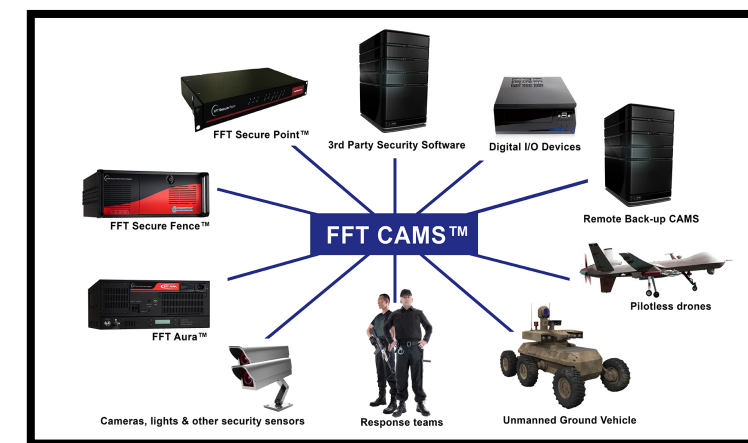 FFT Secure Point™
3rd Party Security Software
Digital I/O Devices
Remote Back-up CAMS
FFT Secure Fence™
FFT CAMS™
Pilotless drones
FFT Aura™
Cameras, lights & other security sensors
Response teams
Unmanned Ground Vehicle